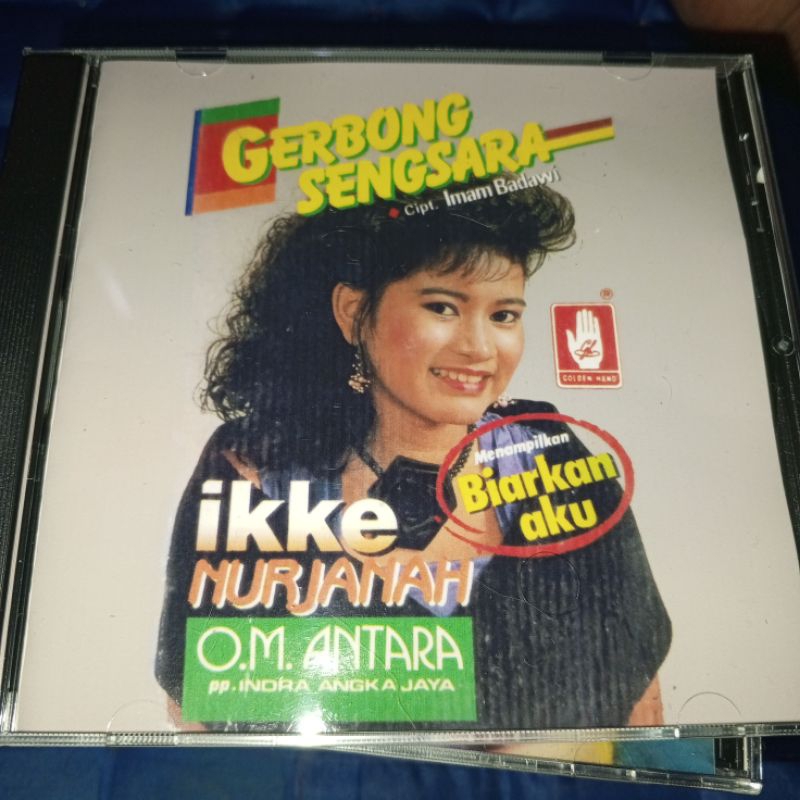 GERBONG
SENGSARA
Cipt. Imam Badawi
®
GOLDEN HAND
Menampilkan
Biarkan
aku
ikke
NURJANAH
O.M. ANTARA
pp. INDRA ANGKA JAYA